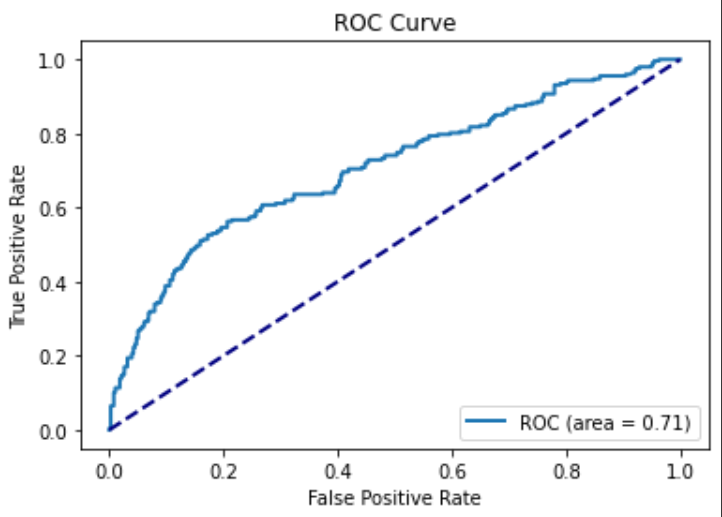 ROC Curve
True Positive Rate
1.0
0.8
0.6
0.4
0.2
0.0
ROC (area = 0.71)
0.0 0.2 0.4 0.6 0.8 1.0
False Positive Rate